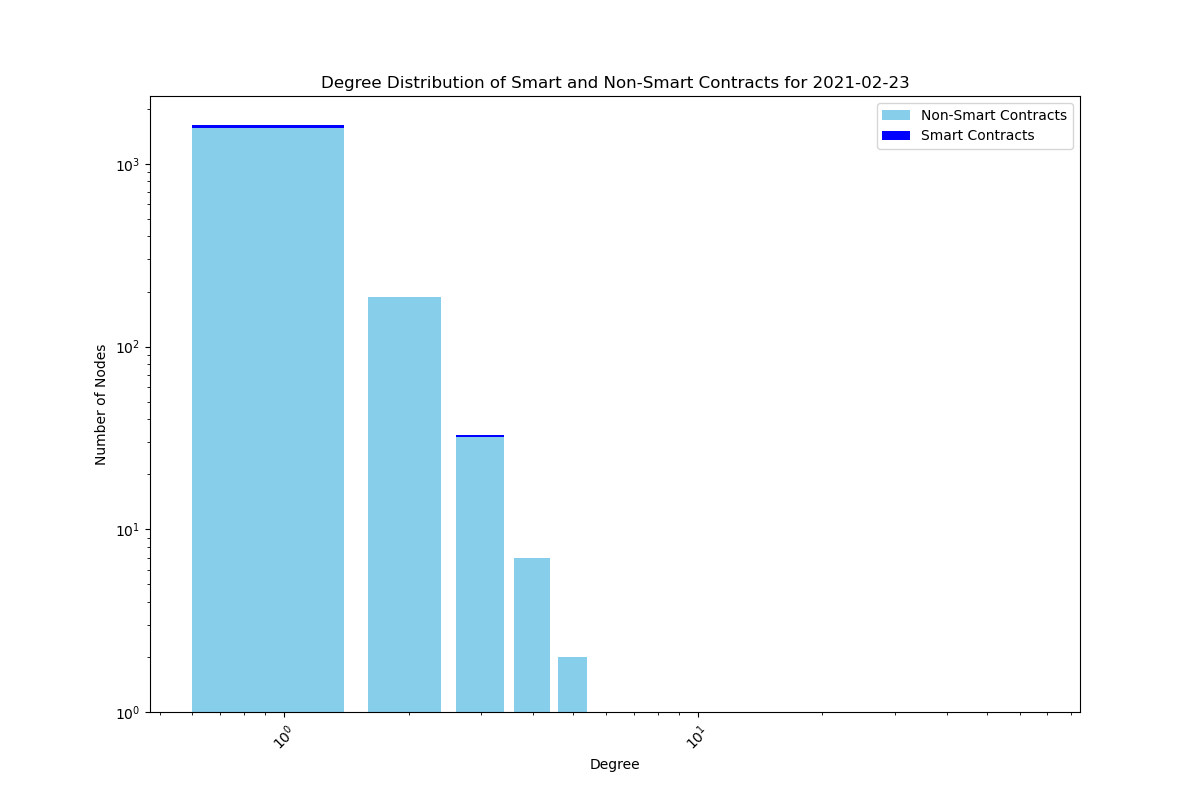 Degree Distribution of Smart and Non-Smart Contracts for 2021-02-23
Non-Smart Contracts
Smart Contracts
Number of Nodes
10³
10²
10¹
10⁰
10⁰
10¹
Degree